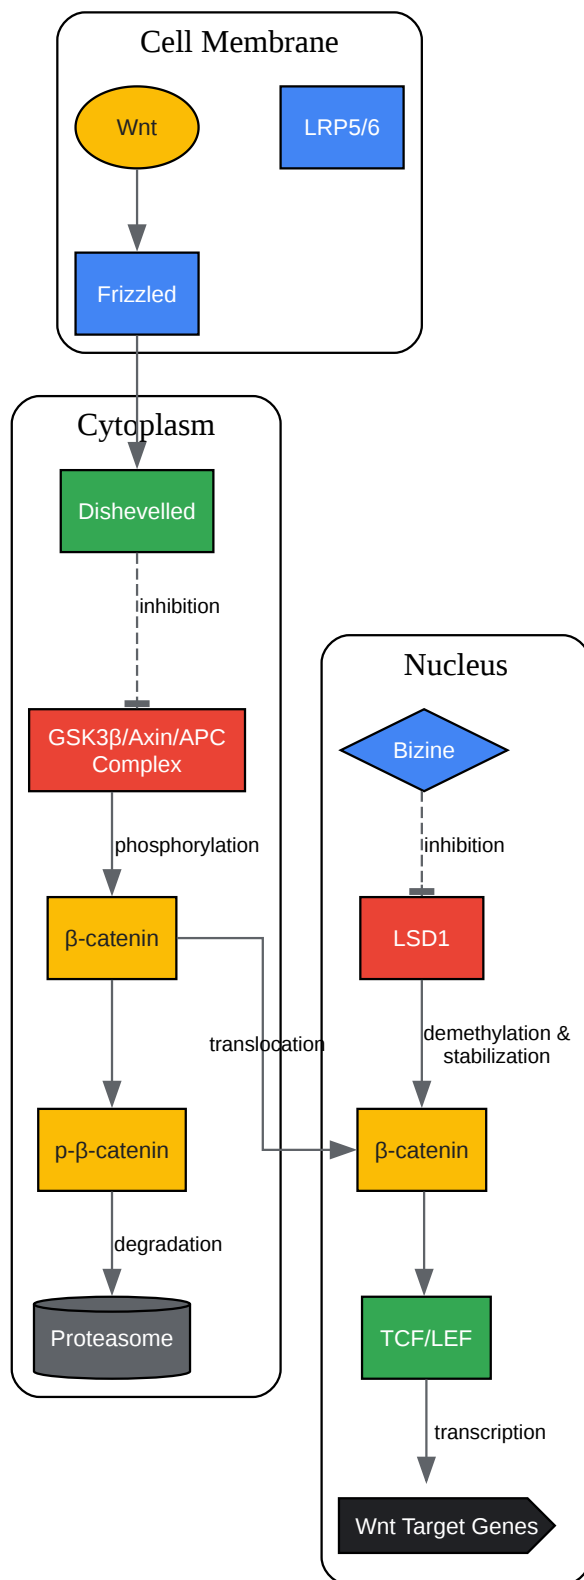 Cell Membrane
Wnt
LRP5/6
Frizzled
Cytoplasm
Dishevelled
inhibition
GSK3β/Axin/APC
Complex
phosphorylation
β-catenin
translocation
p-β-catenin
degradation
Proteasome
Nucleus
Bizine
inhibition
LSD1
demethylation &
stabilization
β-catenin
TCF/LEF
transcription
Wnt Target Genes